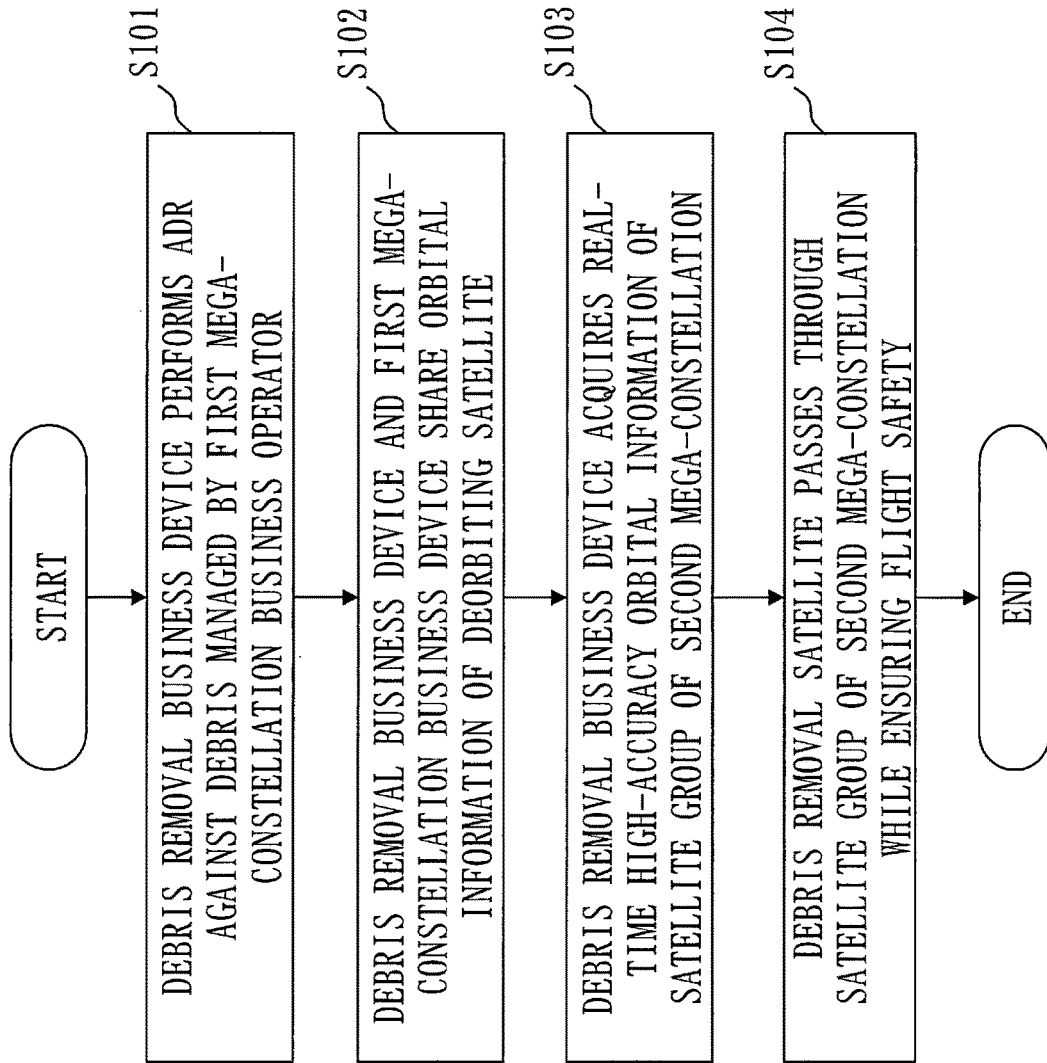 START
S101
DEBRIS REMOVAL BUSINESS DEVICE PERFORMS ADR
AGAINST DEBRIS MANAGED BY FIRST MEGA-
CONSTELLATION BUSINESS OPERATOR
S102
DEBRIS REMOVAL BUSINESS DEVICE AND FIRST MEGA-
CONSTELLATION BUSINESS DEVICE SHARE ORBITAL
INFORMATION OF DEORBITING SATELLITE
S103
DEBRIS REMOVAL BUSINESS DEVICE ACQUIRES REAL-
TIME HIGH-ACCURACY ORBITAL INFORMATION OF
SATELLITE GROUP OF SECOND MEGA-CONSTELLATION
S104
DEBRIS REMOVAL SATELLITE PASSES THROUGH
SATELLITE GROUP OF SECOND MEGA-CONSTELLATION
WHILE ENSURING FLIGHT SAFETY
END